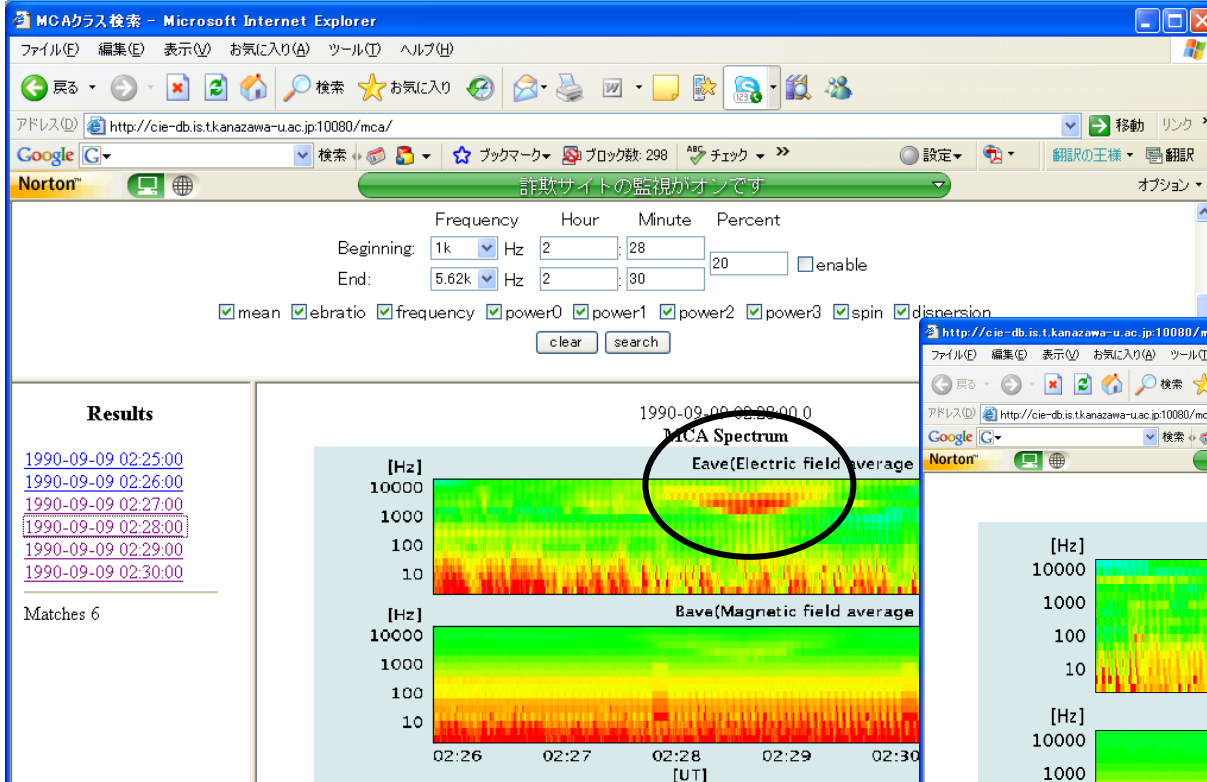 MCAクラス検索 - Microsoft Internet Explorer
ファイル(F) 編集(E) 表示(V) お気に入り(A) ツール(T) ヘルプ(H)
戻る 検索 お気に入り
アドレス(D) http://cie-db.is.t.kanazawa-u.ac.jp:10080/mca/ 移動 リンク »
Google G 検索 ブックマーク ブロック数: 298 ABC チェック » 設定 翻訳の王様 翻訳
Norton™ 詐欺サイトの監視がオンです オプション
Frequency Hour Minute Percent
Beginning: 1k Hz 2 : 28
20 enable
End: 5.62k Hz 2 : 30
mean ebratio frequency power0 power1 power2 power3 spin dispersion
clear search
Results
1990-09-09 02:25:00
1990-09-09 02:26:00
1990-09-09 02:27:00
1990-09-09 02:28:00
1990-09-09 02:29:00
1990-09-09 02:30:00
Matches 6
1990-09-09 02:28:00.0
MCA Spectrum
[Hz] Eave(Electric field average
10000
1000
100
10
[Hz] Bave(Magnetic field average
10000
1000
100
10
02:26 02:27 02:28 02:29 02:30
[UT]
http://cie-db.is.t.kanazawa-u.ac.jp:10080/m
ファイル(F) 編集(E) 表示(V) お気に入り(A) ツール(T
戻る 検索
アドレス(D) http://cie-db.is.t.kanazawa-u.ac.jp:10080/mc
Google G 検索
Norton™
[Hz]
10000
1000
100
10
[Hz]
10000
1000